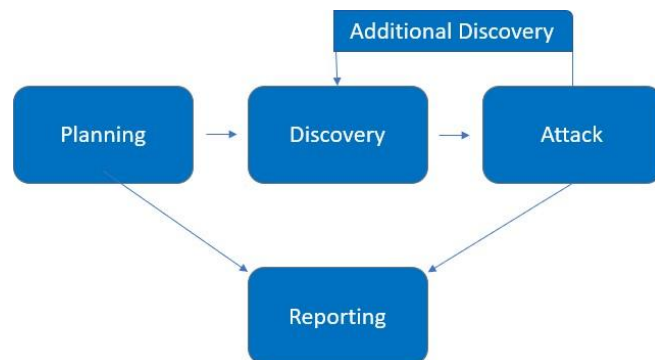 Additional Discovery
Planning
Discovery
Attack
Reporting